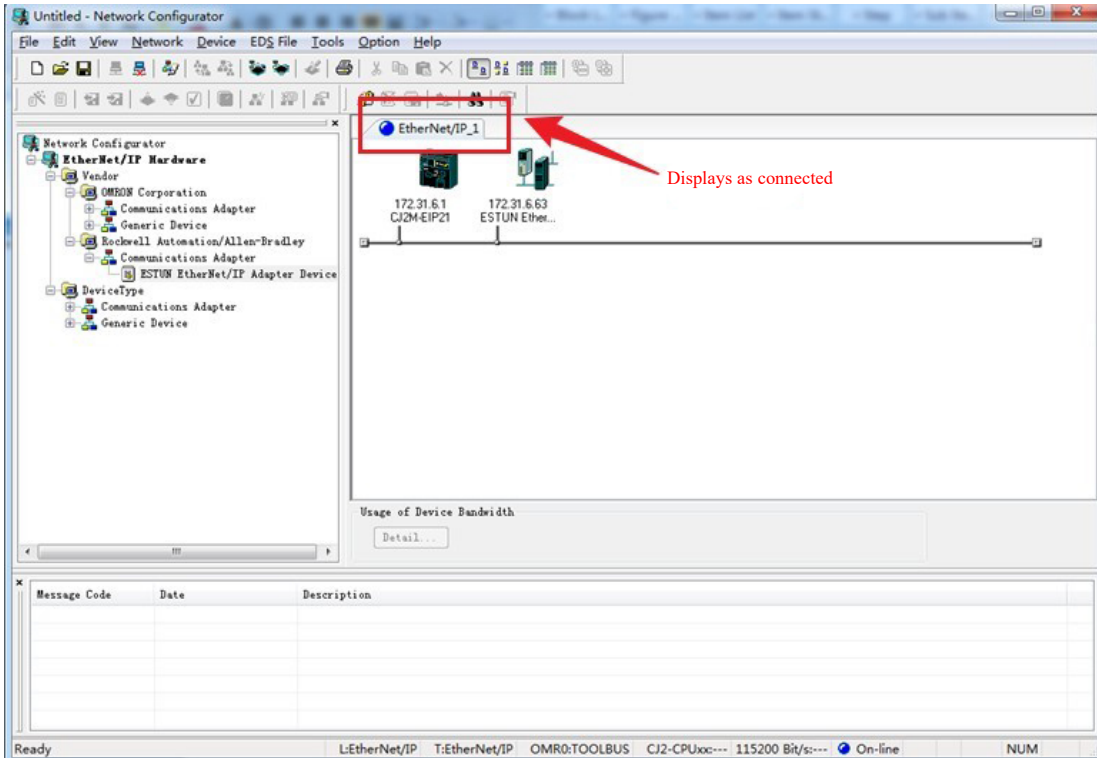 Untitled - Network Configurator
File Edit View Network Device EDS File Tools Option Help
Network Configurator
EtherNet/IP Hardware
Vendor
OMRON Corporation
Communications Adapter
Generic Device
Rockwell Automation/Allen-Bradley
Communications Adapter
ESTUN EtherNet/IP Adapter Device
DeviceType
Communications Adapter
Generic Device
EtherNet/IP_1
Displays as connected
172.31.6.1
CJ2M-EIP21
172.31.6.63
ESTUN Ether...
Usage of Device Bandwidth
Detail...
Message Code Date Description
Ready L:EtherNet/IP T:EtherNet/IP OMR0:TOOLBUS CJ2-CPUxx:--- 115200 Bit/s:--- On-line NUM